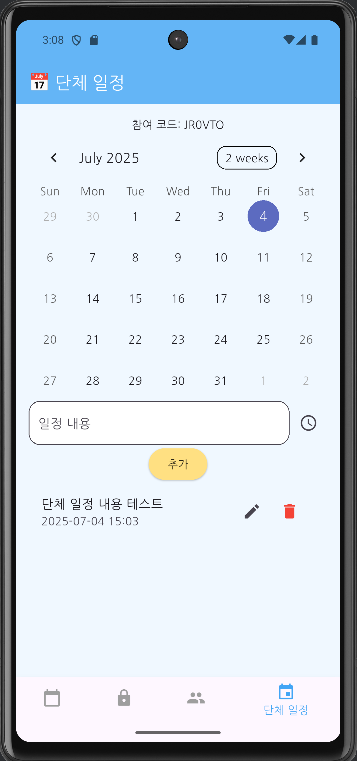 3:08
단체 일정
참여 코드: JR0VTO
July 2025
2 weeks
Sun Mon Tue Wed Thu Fri Sat
29 30 1 2 3 4 5
6 7 8 9 10 11 12
13 14 15 16 17 18 19
20 21 22 23 24 25 26
27 28 29 30 31 1 2
일정 내용
추가
단체 일정 내용 테스트
2025-07-04 15:03
단체 일정